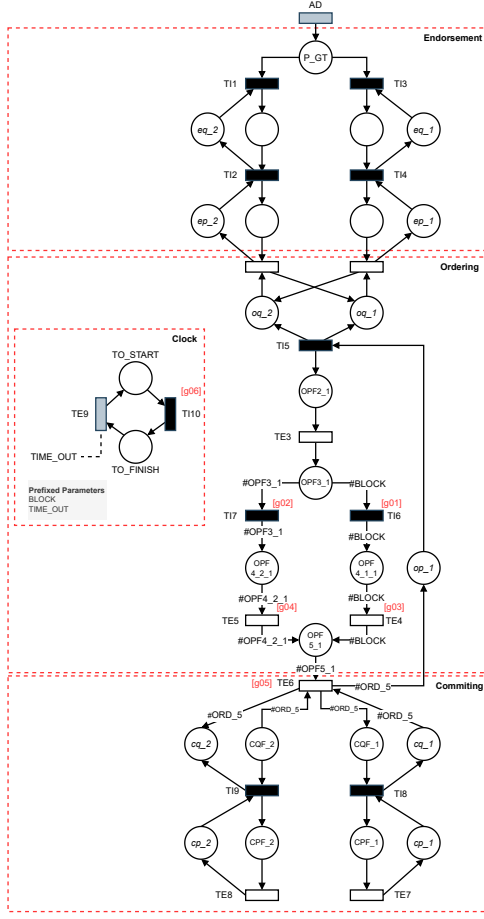 AD
Endorsement
P_GT
TI1
TI3
eq_2
eq_1
TI2
TI4
ep_2
ep_1
Ordering
oq_2
oq_1
Clock
TI5
TO_START
[g06]
OPF2_1
TE9
TI10
TE3
TIME_OUT
TO_FINISH
#OPF3_1
OPF3_1
#BLOCK
Prefixed Parameters
BLOCK
TIME_OUT
[g02]
[g01]
TI7
TI6
#OPF3_1
#BLOCK
OPF
4_2_1
OPF
4_1_1
op_1
#OPF4_2_1
#BLOCK
[g04]
[g03]
TE5
TE4
#OPF4_2_1
OPF
5_1
#BLOCK
#OPF5_1
[g05]
TE6
#ORD_5
Commiting
#ORD_5
#ORD_5
#ORD_5
#ORD_5
cq_2
CQF_2
CQF_1
cq_1
TI9
TI8
cp_2
CPF_2
CPF_1
cp_1
TE8
TE7